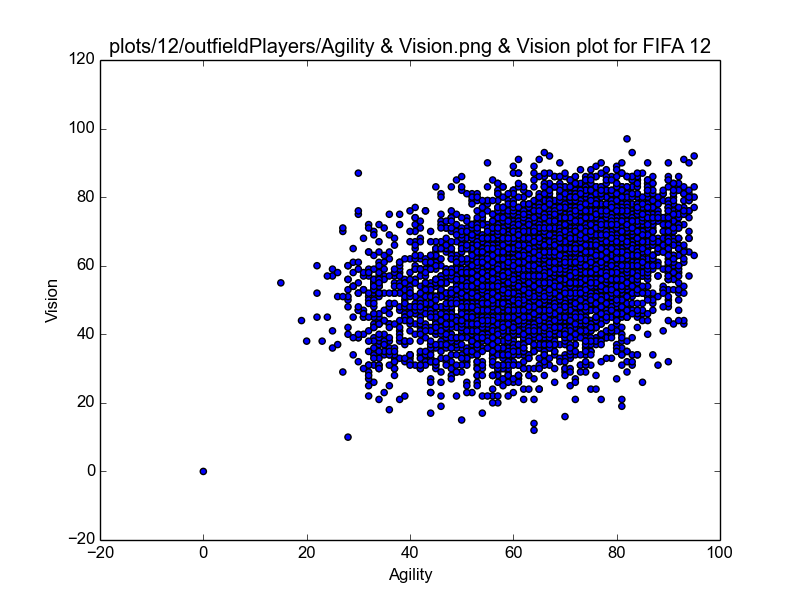 plots/12/outfieldPlayers/Agility & Vision.png & Vision plot for FIFA 12
120
100
80
60
40
20
0
−20
Vision
−20 0 20 40 60 80 100
Agility